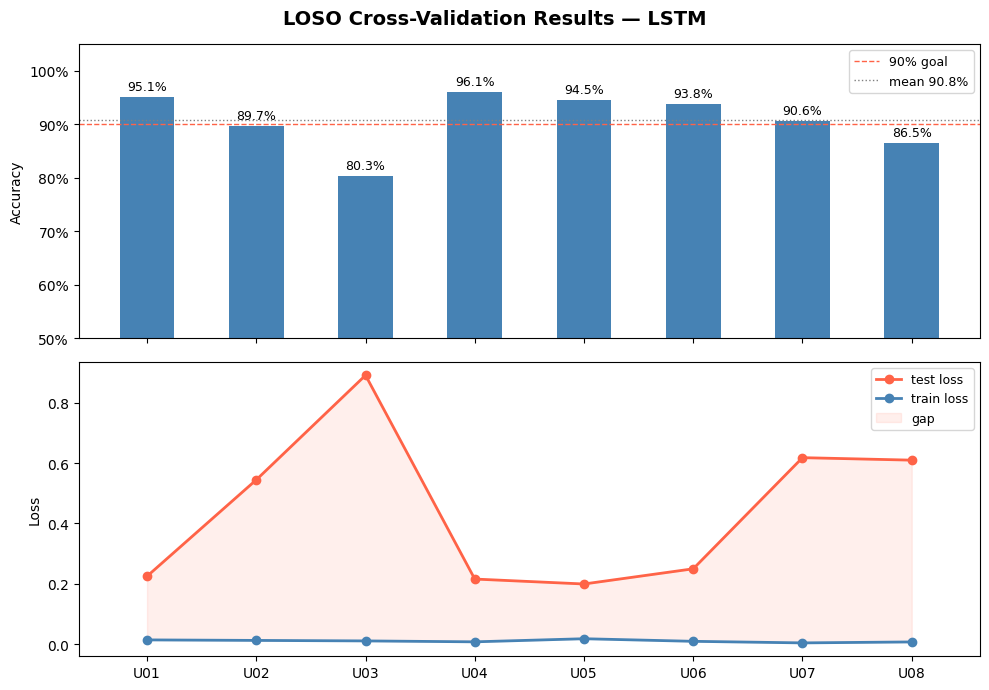 LOSO Cross-Validation Results — LSTM
100%
90%
80%
70%
60%
50%
Accuracy
95.1%
89.7%
80.3%
96.1%
94.5%
93.8%
90.6%
86.5%
90% goal
mean 90.8%
0.8
0.6
0.4
0.2
0.0
Loss
test loss
train loss
gap
U01 U02 U03 U04 U05 U06 U07 U08